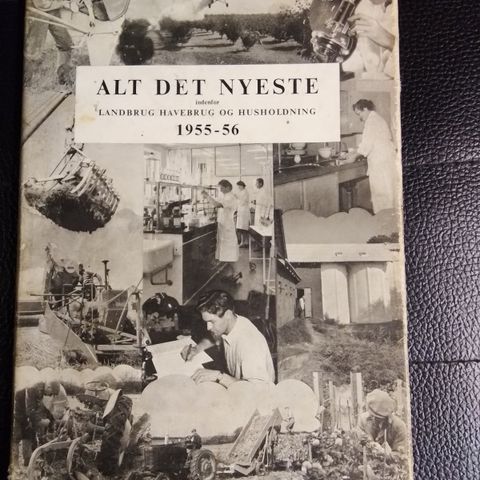 ALT DET NYESTE
indenfor
LANDBRUG HAVEBRUG OG HUSHOLDNING
1955-56